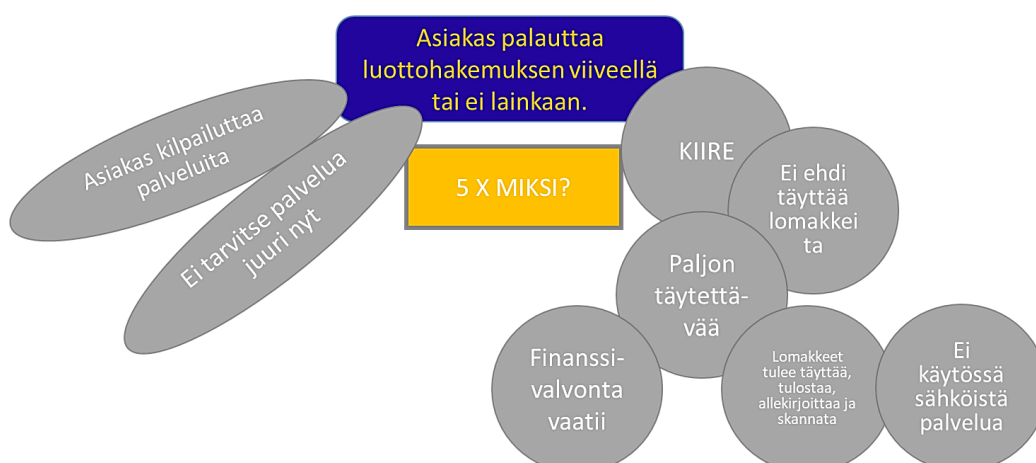 Asiakas palauttaa
luottohakemuksen viiveellä
tai ei lainkaan.
Asiakas kilpailuttaa
palveluita
Ei tarvitse palvelua
juuri nyt
5 X MIKSI?
KIIRE
Ei ehdi
täyttää
lomakkei
ta
Paljon
täytettä-
vää
Finanssi-
valvonta
vaatii
Lomakkeet
tulee täyttää,
tulostaa,
allekirjoittaa ja
skannata
Ei
käytössä
sähköistä
palvelua